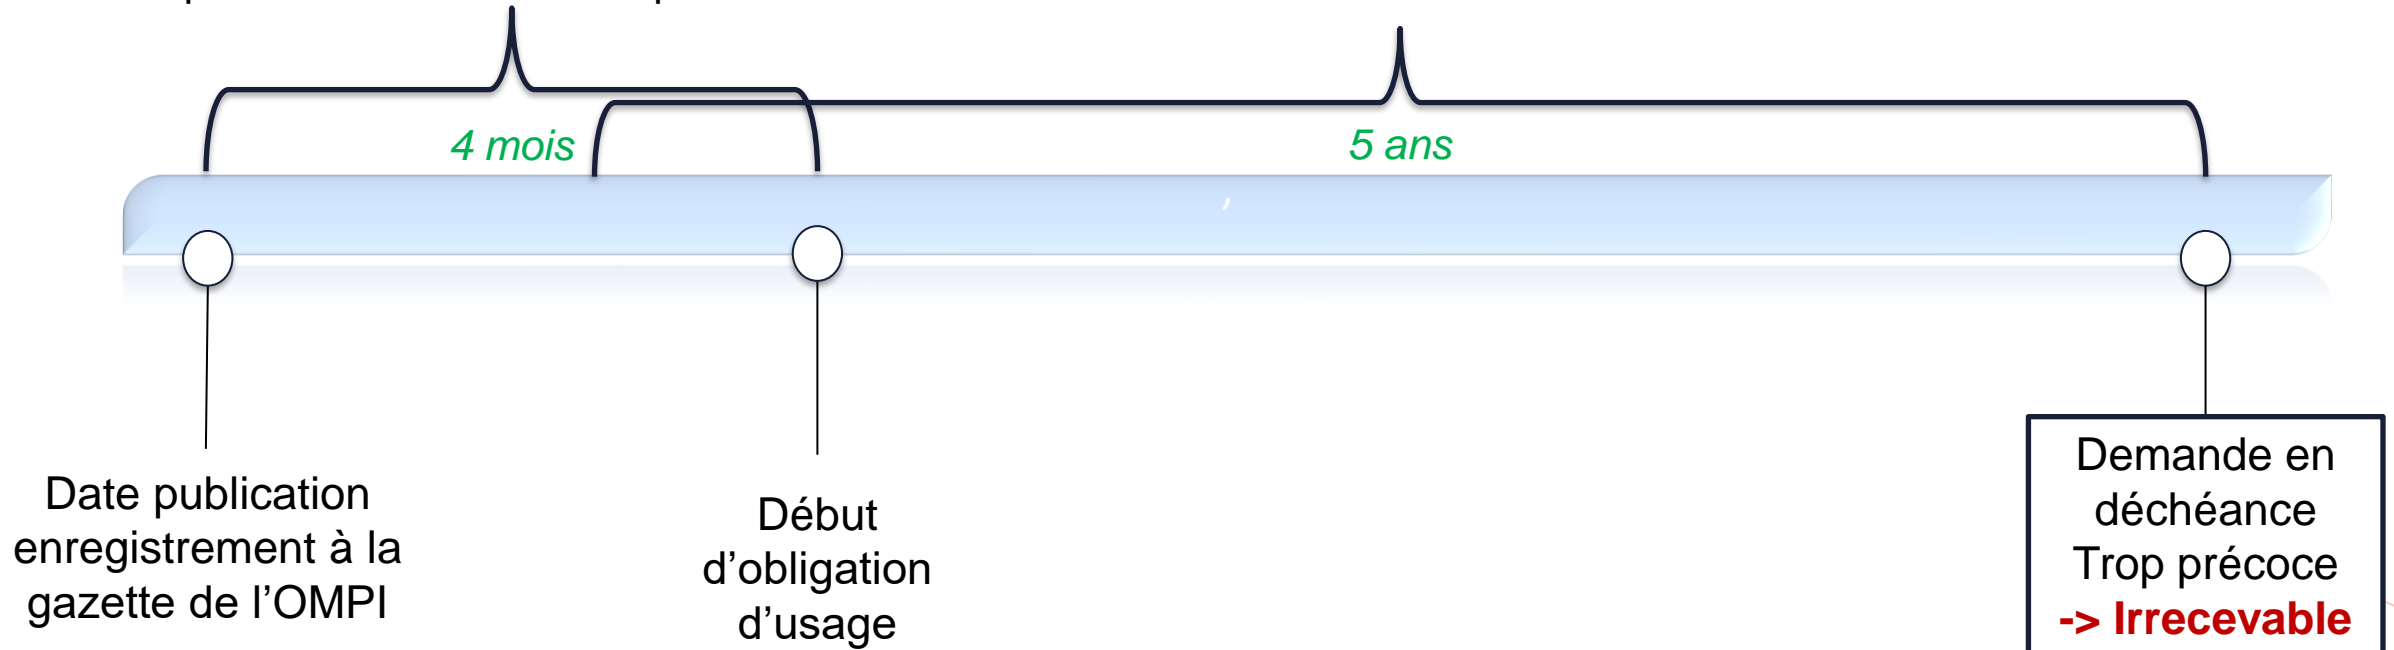 4 mois
5 ans
,
Date publication
enregistrement à la
gazette de l’OMPI
Début
d’obligation
d’usage
Demande en
déchéance
Trop précoce
-> Irrecevable